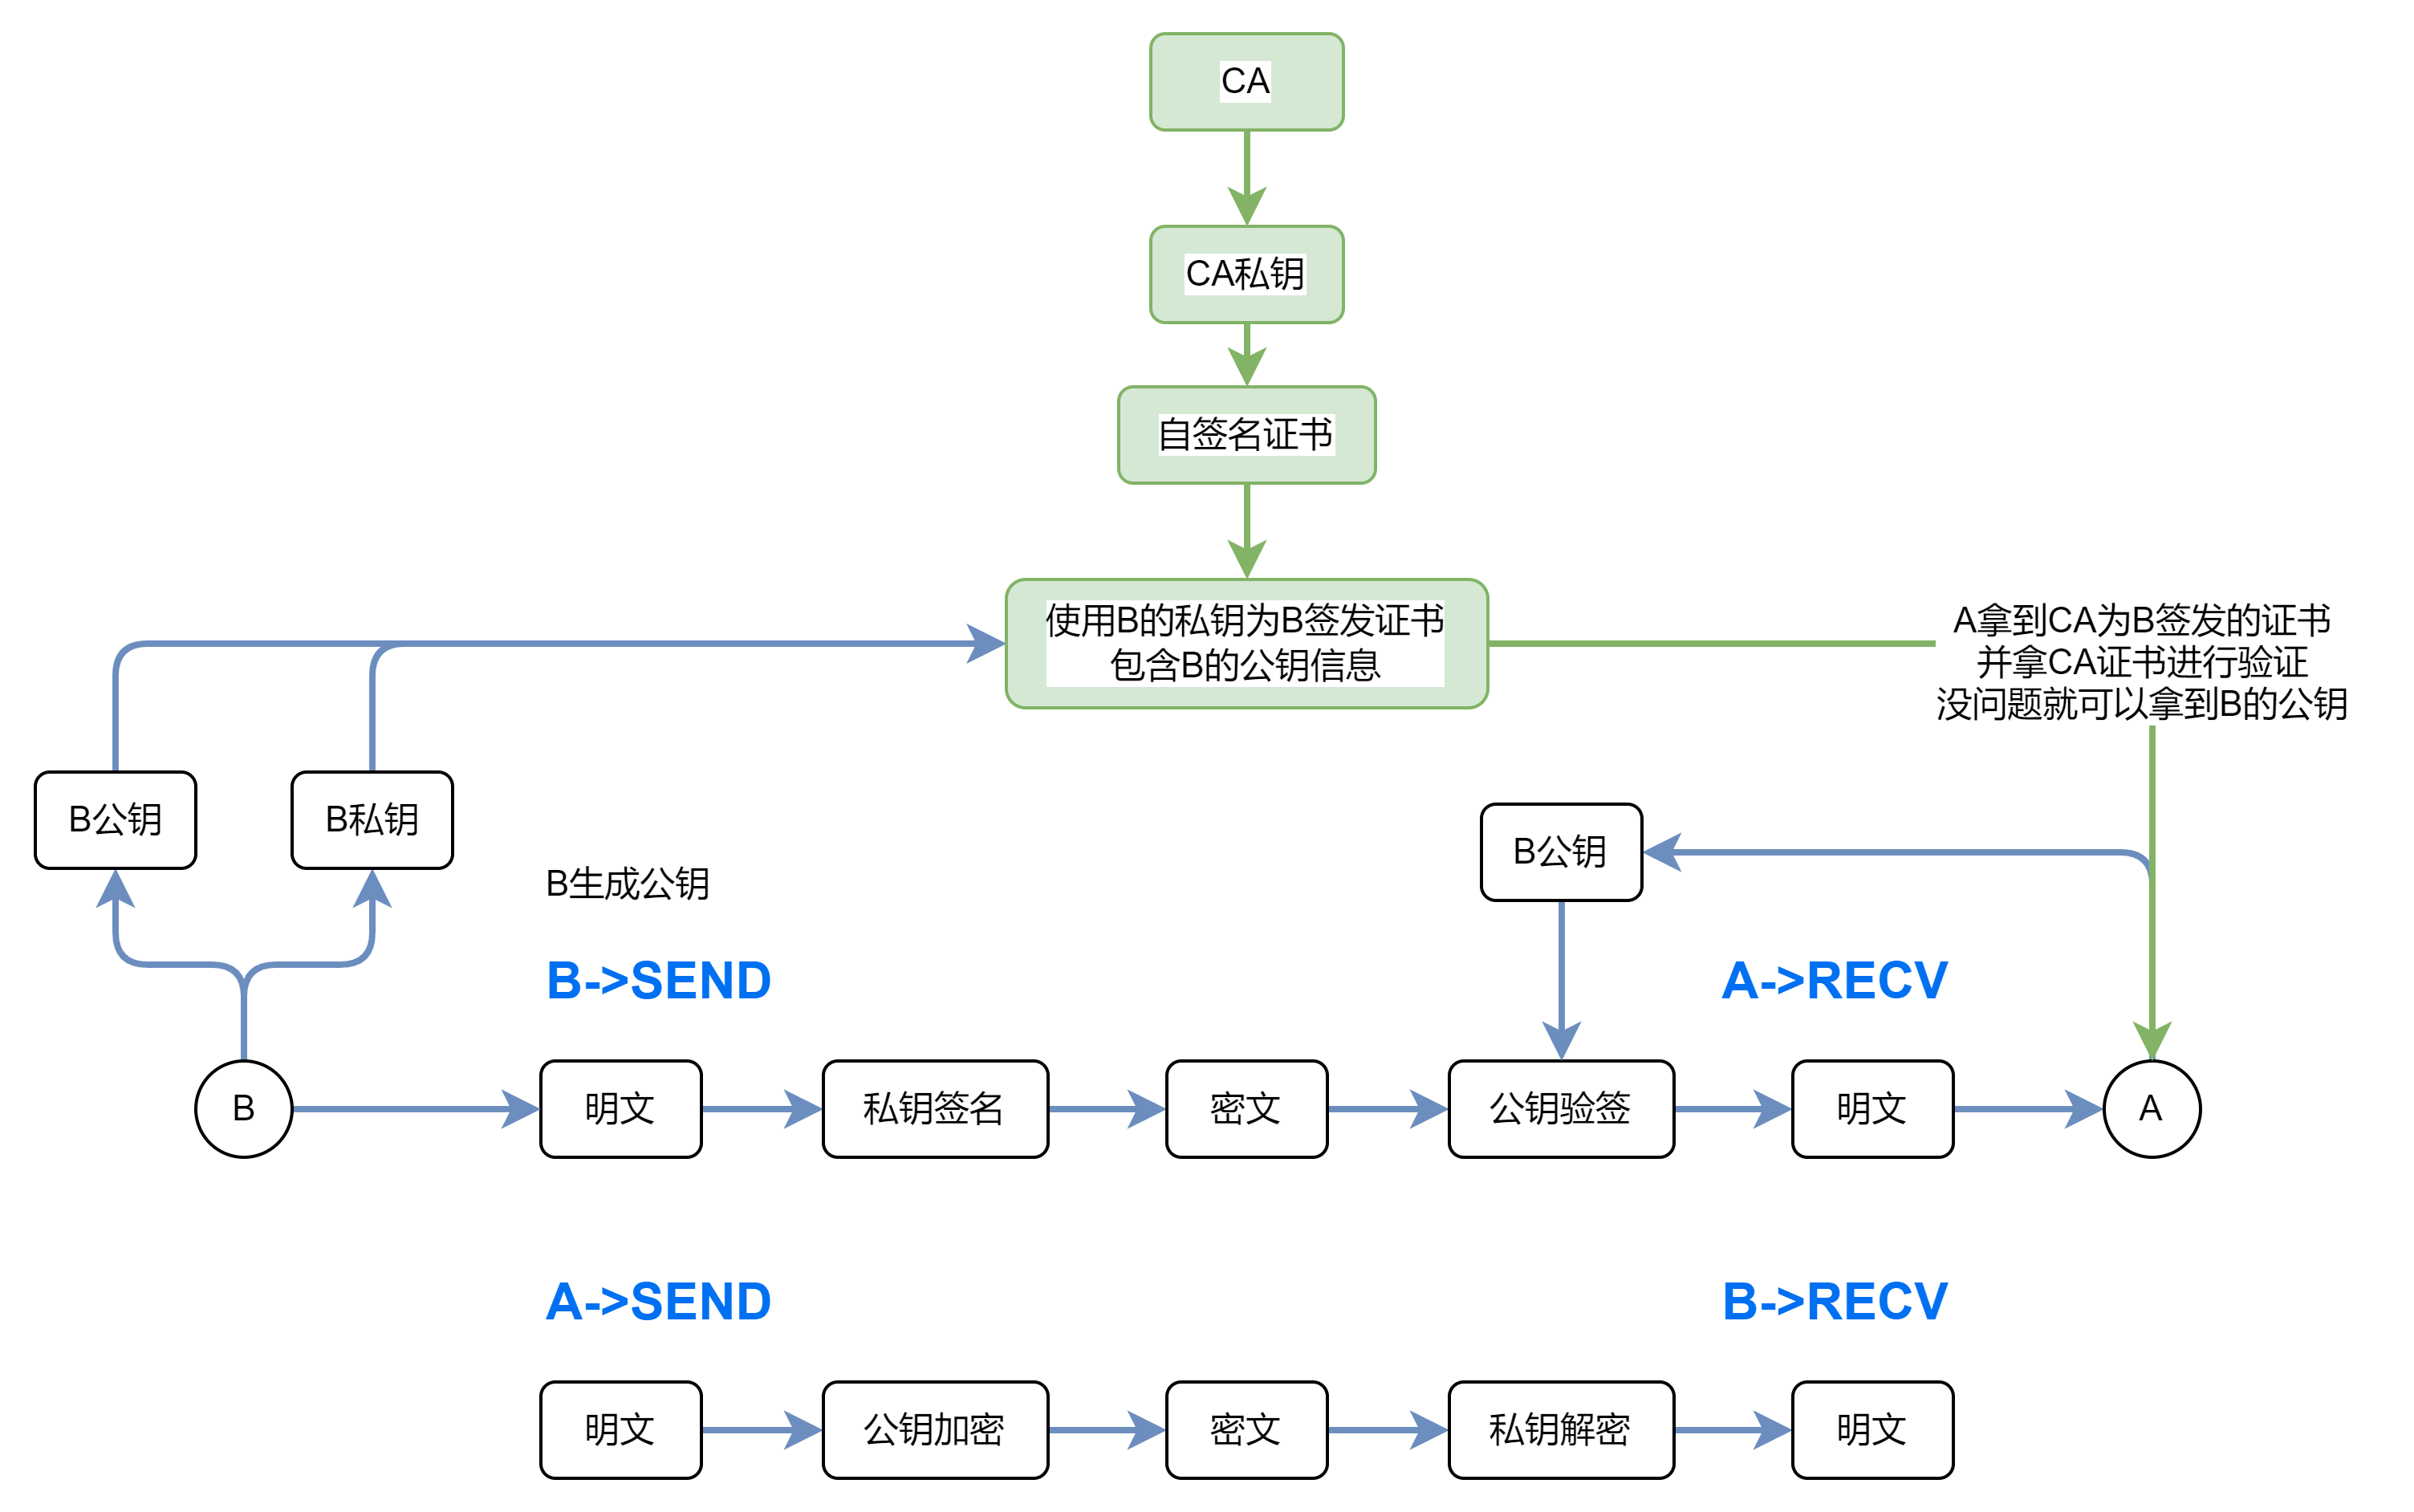 CA
CA私钥
自签名证书
使用B的私钥为B签发证书
包含B的公钥信息
A拿到CA为B签发的证书
并拿CA证书进行验证
没问题就可以拿到B的公钥
B公钥
B私钥
B公钥
B生成公钥
B->SEND
A->RECV
B
明文
私钥签名
密文
公钥验签
明文
A
A->SEND
B->RECV
明文
公钥加密
密文
私钥解密
明文